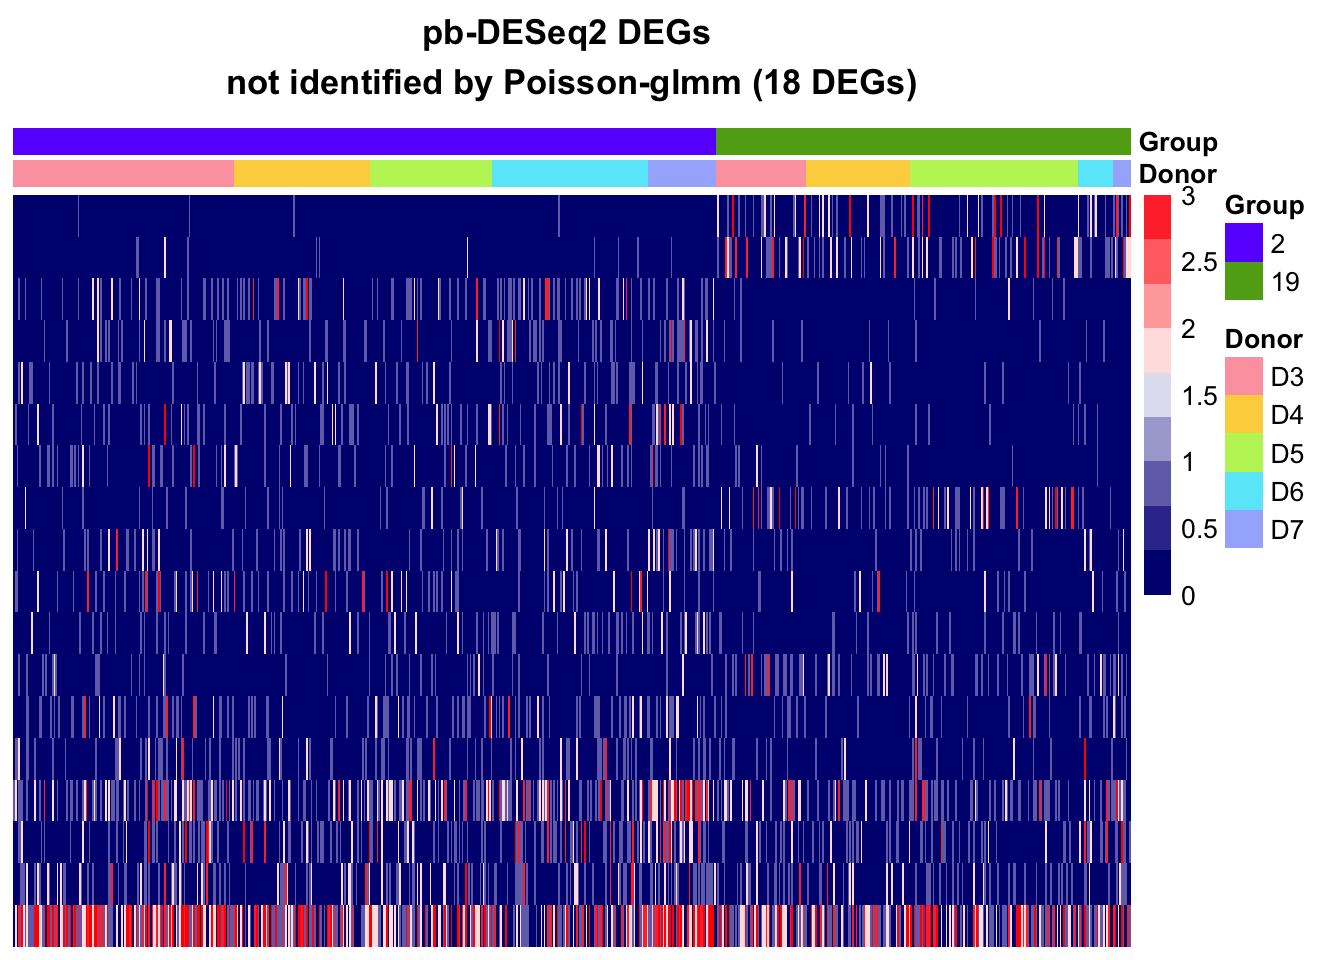 pb-DESeq2 DEGs
not identified by Poisson-glmm (18 DEGs)
Group
Donor
3
2.5
2
1.5
1
0.5
0
Group
2
19
Donor
D3
D4
D5
D6
D7